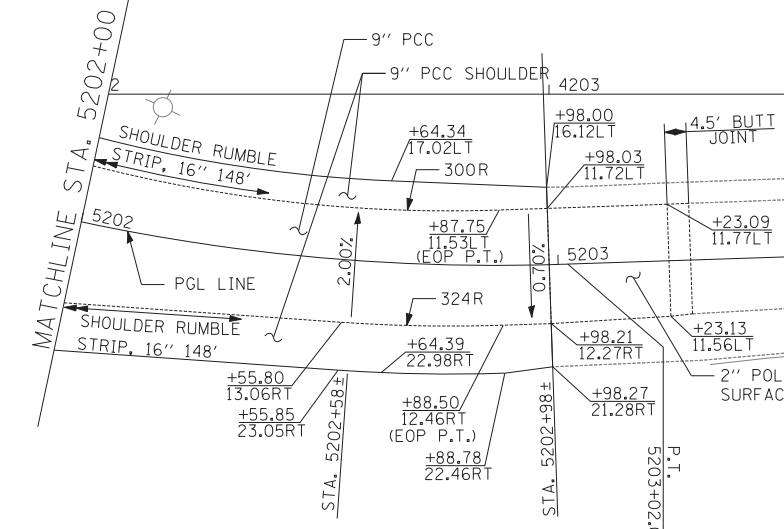 MATCHLINE STA. 5202+00
2
9" PCC
9" PCC SHOULDER
4203
+98.00
16.12LT
4.5' BUTT
JOINT
SHOULDER RUMBLE
STRIP, 16" 148'
+64.34
17.02LT
300R
+98.03
11.72LT
5202
+87.75
11.53LT
(EOP P.T.)
+23.09
11.77LT
2.00%
0.70%
5203
PGL LINE
324R
SHOULDER RUMBLE
STRIP, 16" 148'
+64.39
22.98RT
+98.21
12.27RT
+23.13
11.56LT
+55.80
13.06RT
+55.85
23.05RT
STA. 5202+58±
+88.50
12.46RT
(EOP P.T.)
+88.78
22.46RT
STA. 5202+98±
+98.27
21.28RT
2" POL
SURFAC
P.T.
5203+02.